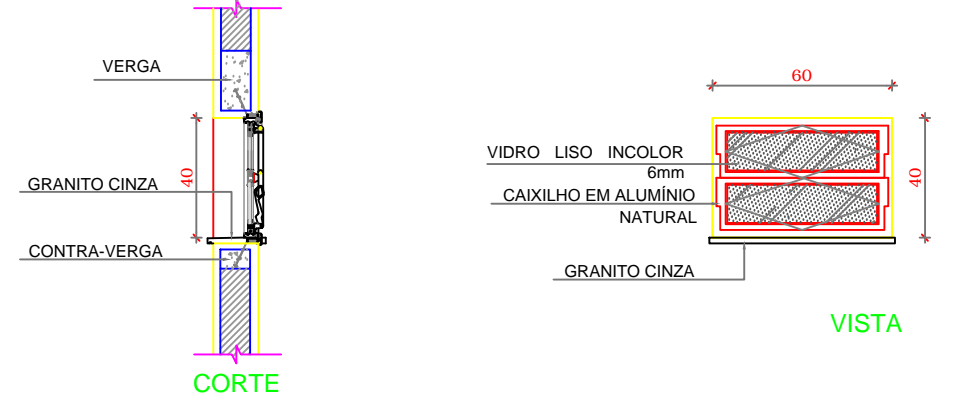 VERGA
40
GRANITO CINZA
CONTRA-VERGA
CORTE
60
VIDRO LISO INCOLOR
6mm
CAIXILHO EM ALUMÍNIO
NATURAL
40
GRANITO CINZA
VISTA